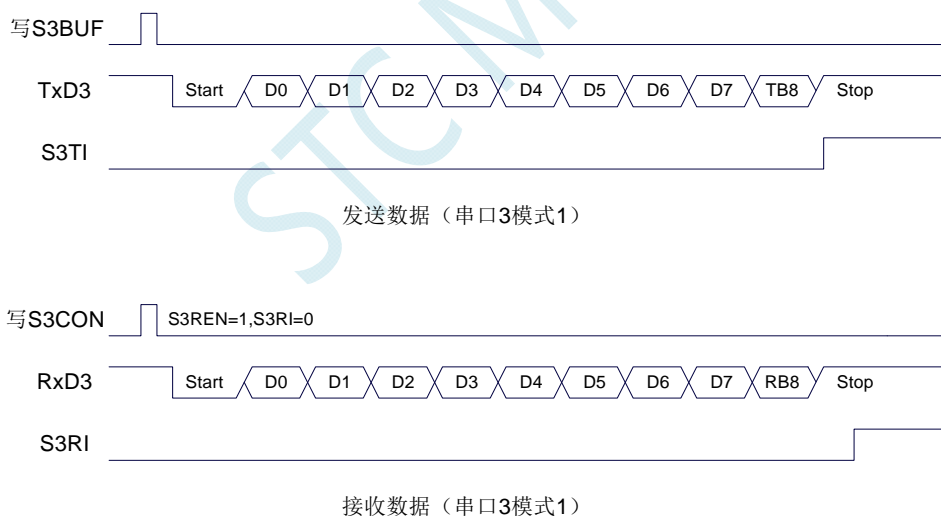 写S3BUF
TxD3 Start D0 D1 D2 D3 D4 D5 D6 D7 TB8 Stop
S3TI
发送数据（串口3模式1）
写S3CON S3REN=1,S3RI=0
RxD3 Start D0 D1 D2 D3 D4 D5 D6 D7 RB8 Stop
S3RI
接收数据（串口3模式1）
STC M